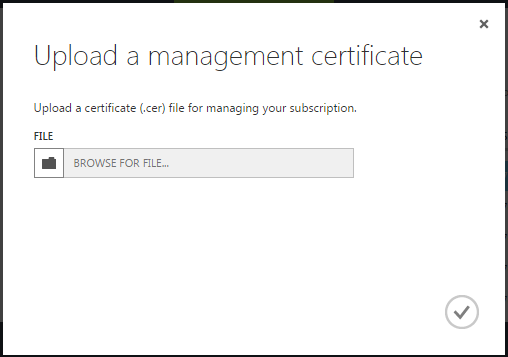 Upload a management certificate
Upload a certificate (.cer) file for managing your subscription.
FILE
BROWSE FOR FILE...